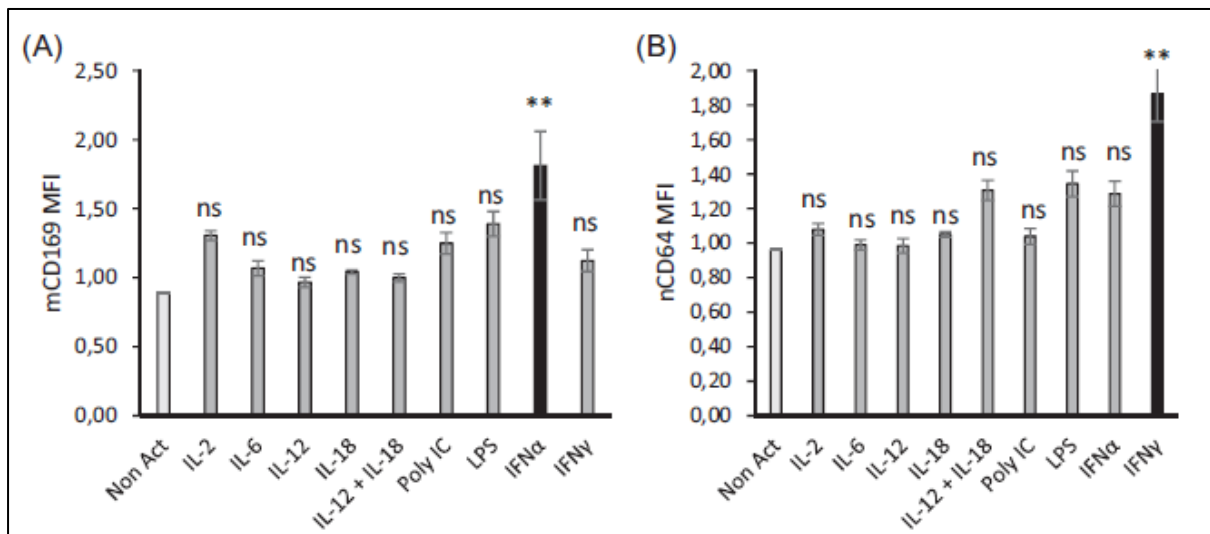 (A)
mCD169 MFI
2,50
2,00
1,50
1,00
0,50
0,00
ns
ns
ns
ns
ns
ns
ns
**
ns
Non Act
IL-2
IL-6
IL-12
IL-18
IL-12 + IL-18
Poly IC
LPS
IFNα
IFNγ
(B)
nCD64 MFI
2,00
1,80
1,60
1,40
1,20
1,00
0,80
0,60
0,40
0,20
0,00
ns
ns
ns
ns
ns
ns
ns
ns
**
Non Act
IL-2
IL-6
IL-12
IL-18
IL-12 + IL-18
Poly IC
LPS
IFNα
IFNγ